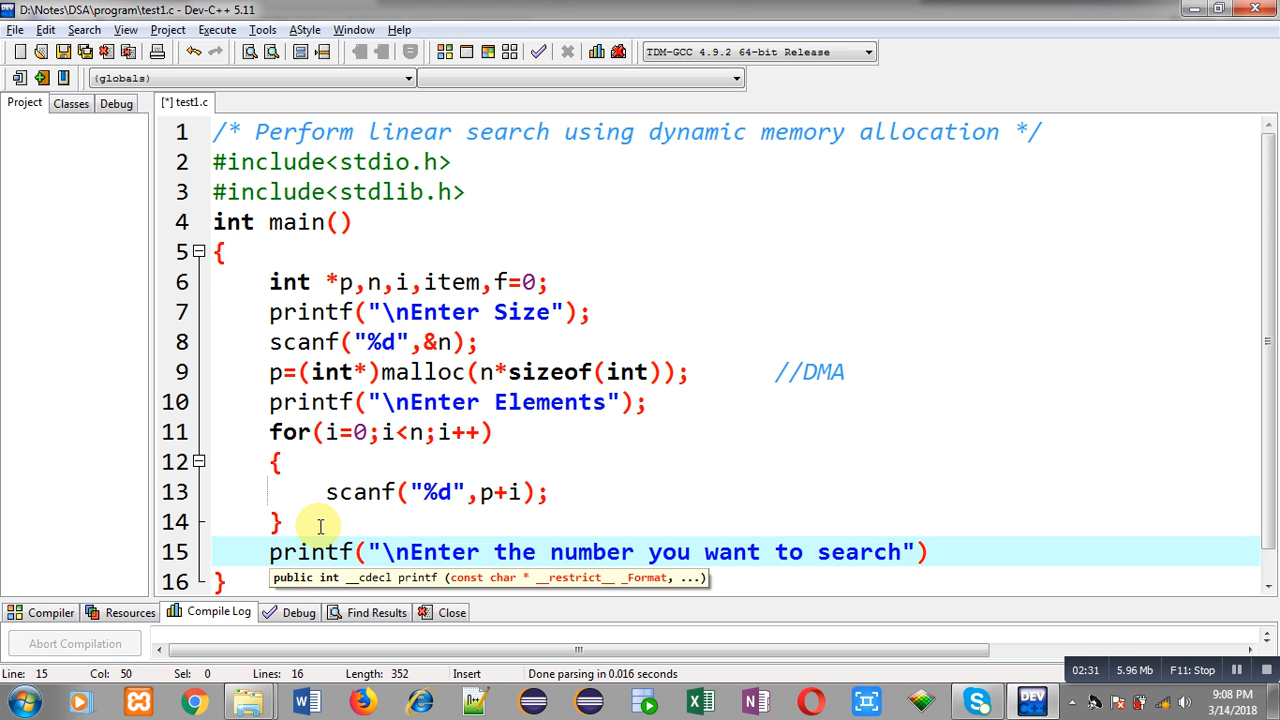 D:\Notes\DSA\program\test1.c - Dev-C++ 5.11
File Edit Search View Project Execute Tools AStyle Window Help
TDM-GCC 4.9.2 64-bit Release
(globals)
Project Classes Debug [*] test1.c
1 /* Perform linear search using dynamic memory allocation */
2 #include<stdio.h>
3 #include<stdlib.h>
4 int main()
5 {
6 int *p,n,i,item,f=0;
7 printf("\nEnter Size");
8 scanf("%d",&n);
9 p=(int*)malloc(n*sizeof(int)); //DMA
10 printf("\nEnter Elements");
11 for(i=0;i<n;i++)
12 {
13 scanf("%d",p+i);
14 }
15 printf("\nEnter the number you want to search")
public int __cdecl printf (const char * __restrict__ _Format, ...)
16 }
Compiler Resources Compile Log Debug Find Results Close
Abort Compilation
Line: 15 Col: 50 Sel: 0 Lines: 16 Length: 352 Insert Done parsing in 0.016 seconds
02:31 5.96 Mb F11: Stop
DEV
9:08 PM
3/14/2018